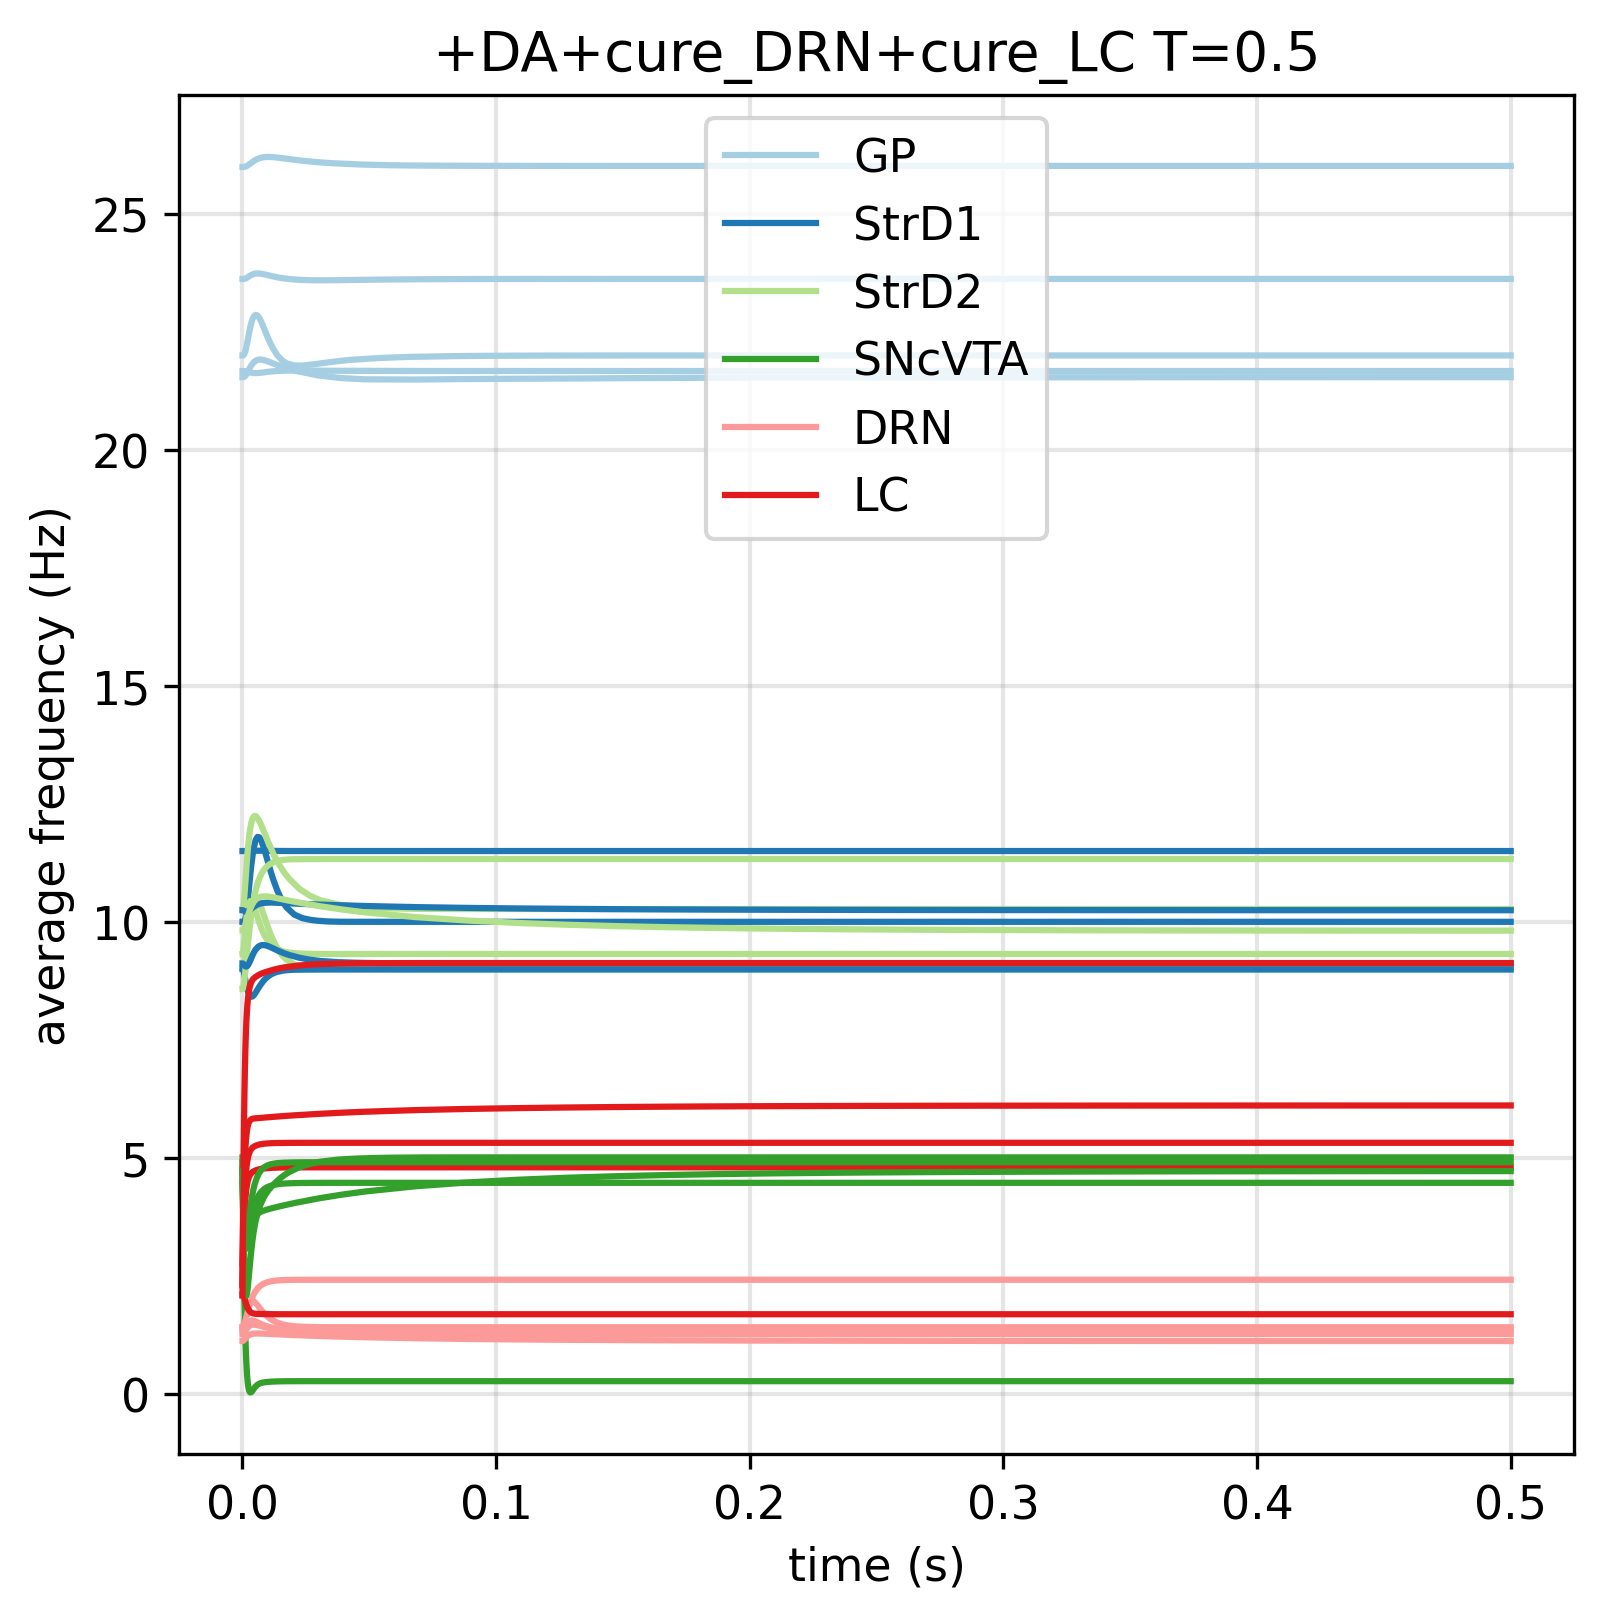 +DA+cure_DRN+cure_LC T=0.5
GP
StrD1
StrD2
SNcVTA
DRN
LC
average frequency (Hz)
25
20
15
10
5
0
0.0 0.1 0.2 0.3 0.4 0.5
time (s)